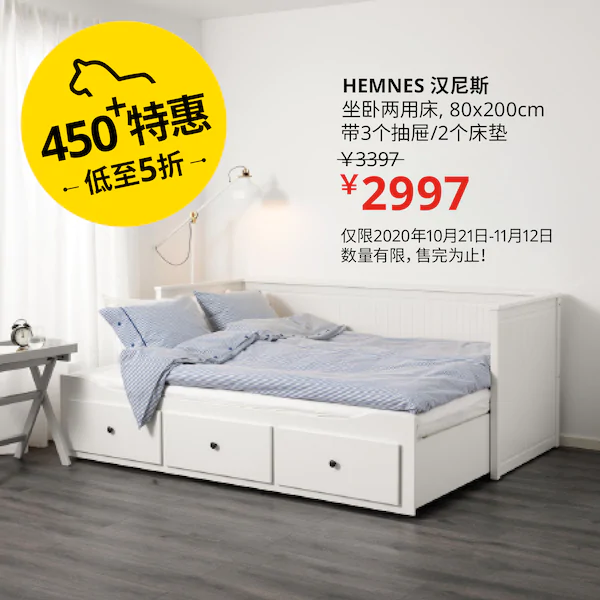 450+特惠
低至5折
HEMNES 汉尼斯
坐卧两用床, 80x200cm
带3个抽屉/2个床垫
¥3397
¥2997
仅限2020年10月21日-11月12日
数量有限, 售完为止!